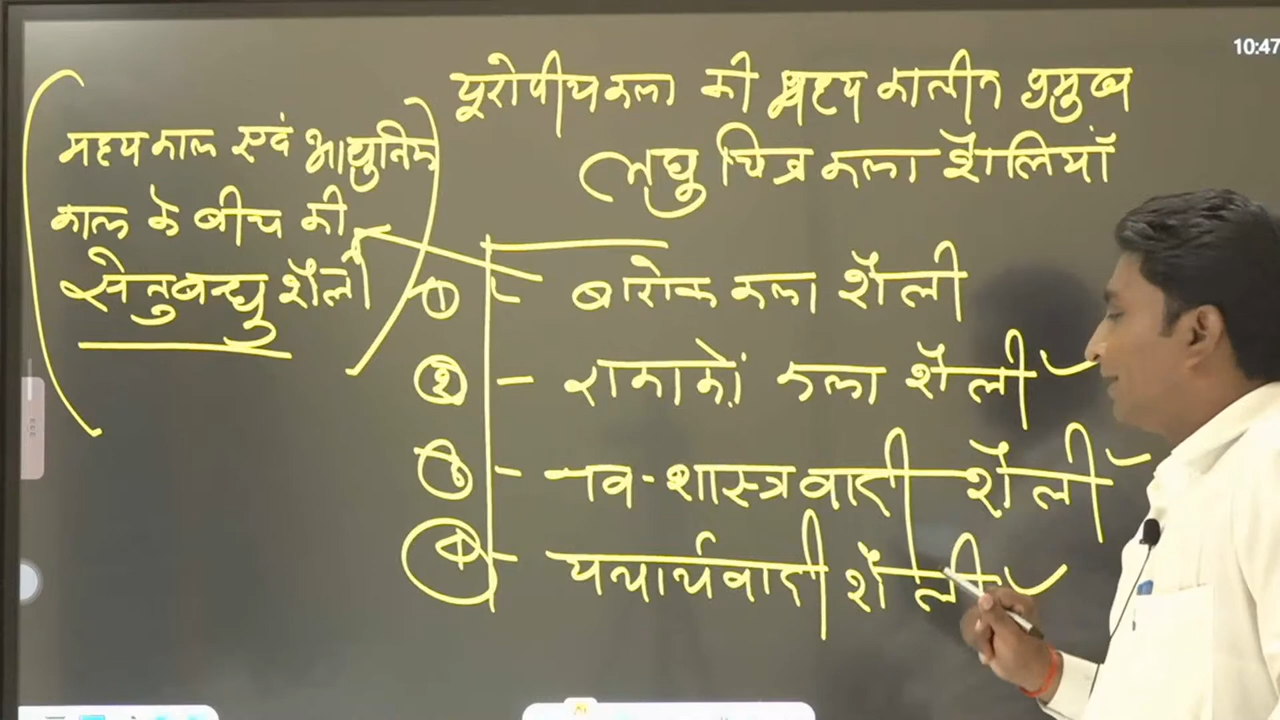 10:47
यूरोपीय कला की मध्य कालीन प्रमुख
लघु चित्र कला शैलियाँ
मध्य काल एवं आधुनिक
काल के बीच की
सेतुबन्धु शैली
① - बारोक कला शैली
② - राकाकों कला शैली
③ - नव-शास्त्रवादी शैली
④ - यथार्थवादी शैली